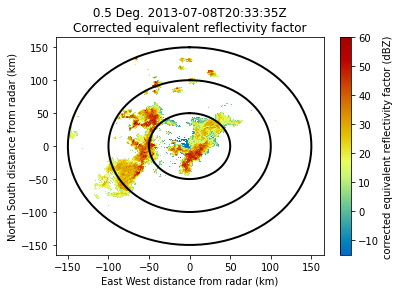 0.5 Deg. 2013-07-08T20:33:35Z
Corrected equivalent reflectivity factor
North South distance from radar (km)
150
100
50
0
−50
−100
−150
−150 −100 −50 0 50 100 150
East West distance from radar (km)
60
50
40
30
20
10
0
−10
corrected equivalent reflectivity factor (dBZ)